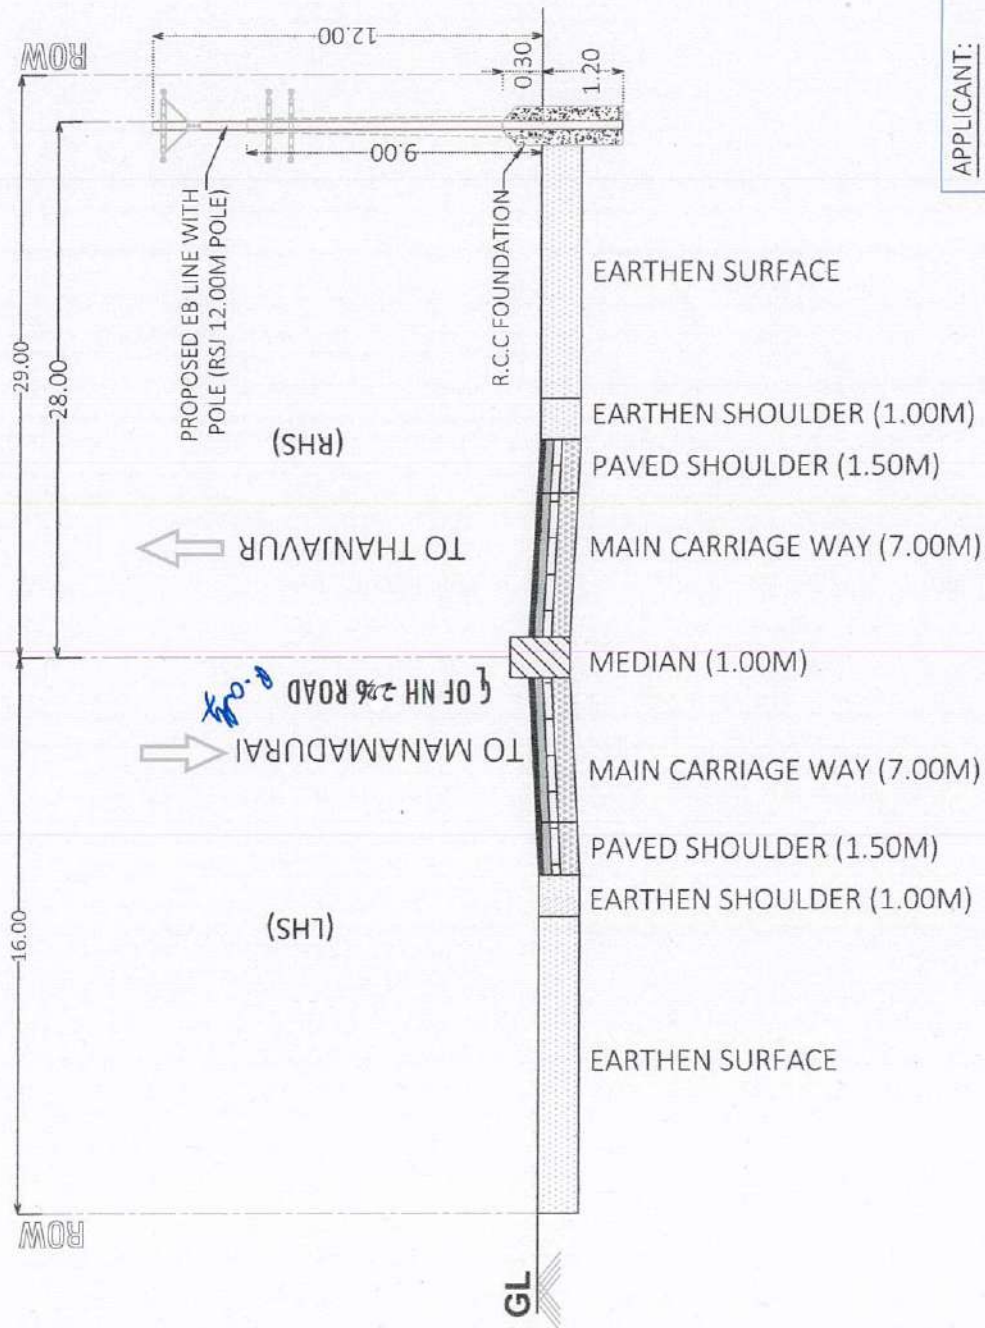 ROW
12.00
0.30
1.20
9.00
29.00
28.00
PROPOSED EB LINE WITH
POLE (RSJ 12.00M POLE)
R.C.C FOUNDATION
(RHS)
TO THANJAVUR
℄ OF NH 226 ROAD
TO MANAMADURAI
(LHS)
16.00
ROW
GL
EARTHEN SURFACE
EARTHEN SHOULDER (1.00M)
PAVED SHOULDER (1.50M)
MAIN CARRIAGE WAY (7.00M)
MEDIAN (1.00M)
MAIN CARRIAGE WAY (7.00M)
PAVED SHOULDER (1.50M)
EARTHEN SHOULDER (1.00M)
EARTHEN SURFACE
APPLICANT: